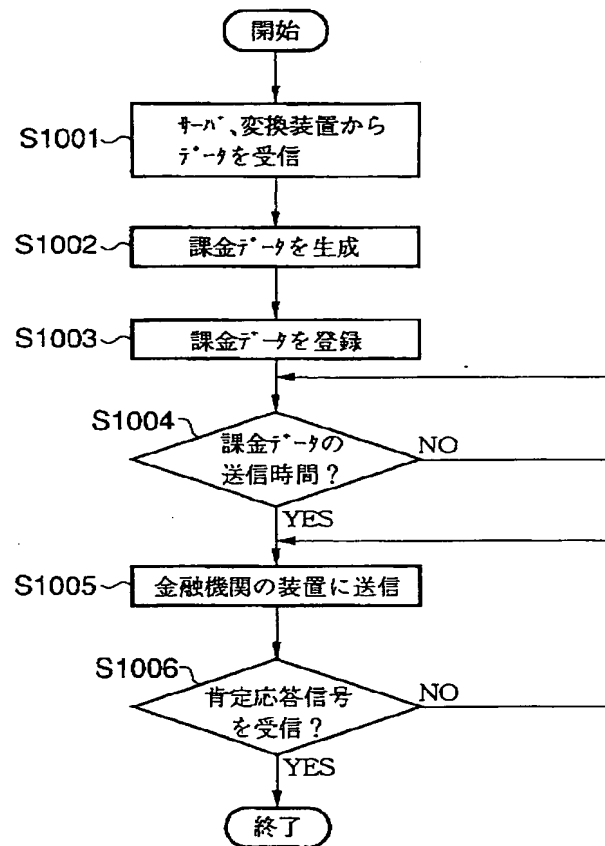 開始
S1001
サーバ、変換装置から
データを受信
S1002
課金データを生成
S1003
課金データを登録
S1004
課金データの
送信時間?
NO
YES
S1005
金融機関の装置に送信
S1006
肯定応答信号
を受信?
NO
YES
終了